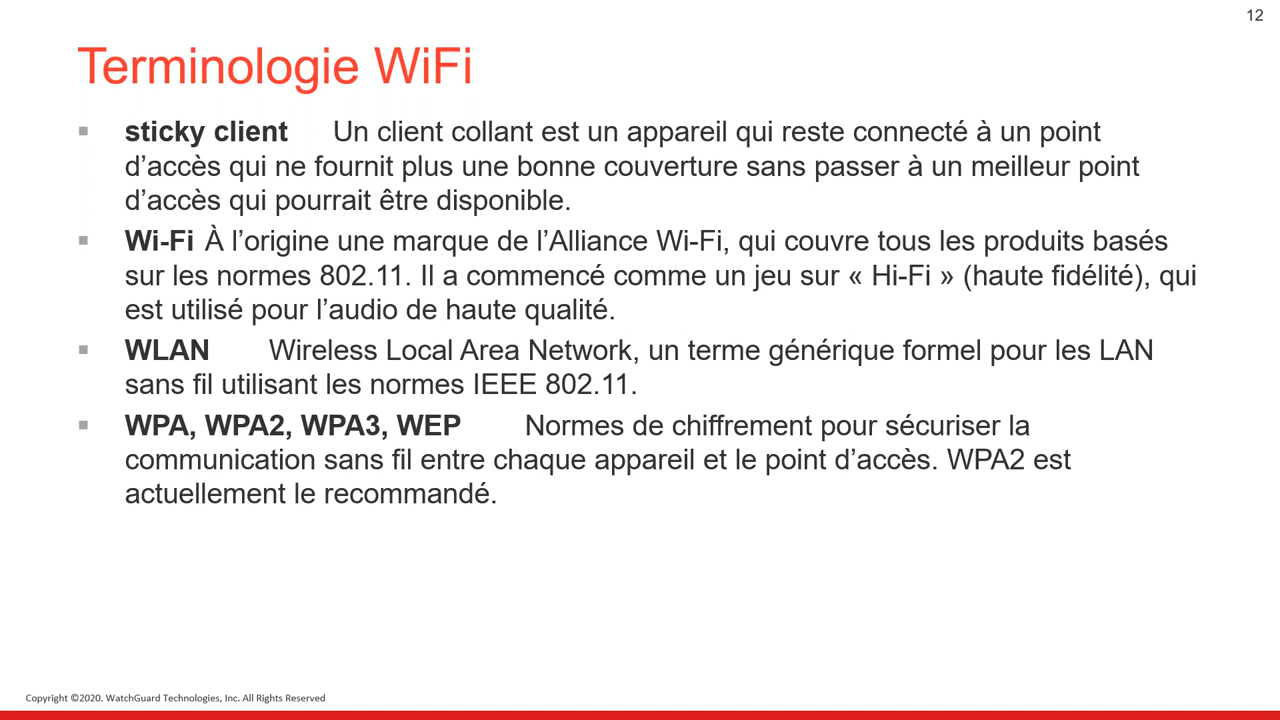 12
Terminologie WiFi
▪ sticky client Un client collant est un appareil qui reste connecté à un point
d’accès qui ne fournit plus une bonne couverture sans passer à un meilleur point
d’accès qui pourrait être disponible.
▪ Wi-Fi À l’origine une marque de l’Alliance Wi-Fi, qui couvre tous les produits basés
sur les normes 802.11. Il a commencé comme un jeu sur « Hi-Fi » (haute fidélité), qui
est utilisé pour l’audio de haute qualité.
▪ WLAN Wireless Local Area Network, un terme générique formel pour les LAN
sans fil utilisant les normes IEEE 802.11.
▪ WPA, WPA2, WPA3, WEP Normes de chiffrement pour sécuriser la
communication sans fil entre chaque appareil et le point d’accès. WPA2 est
actuellement le recommandé.
Copyright ©2020. WatchGuard Technologies, Inc. All Rights Reserved